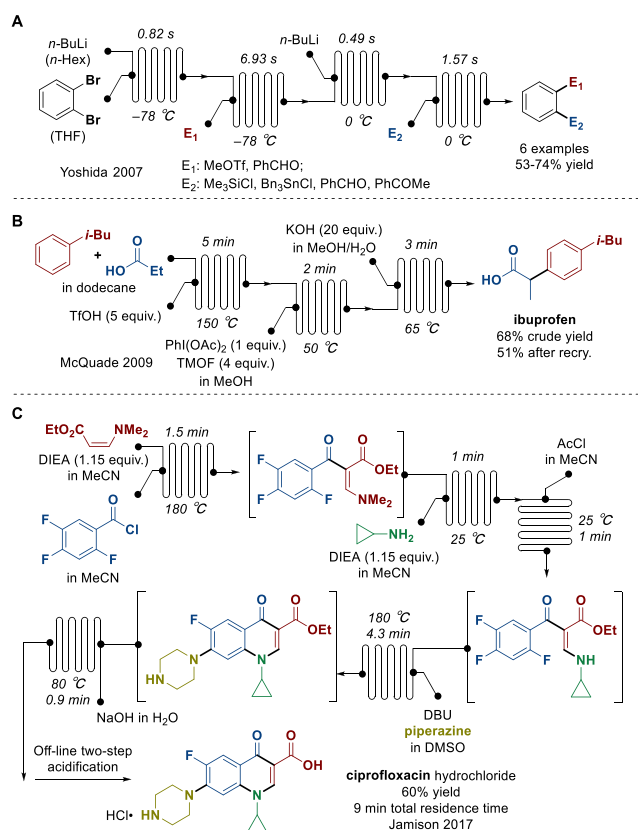 A
n-BuLi
(n-Hex)
0.82 s
Br
Br
(THF)
–78 °C
6.93 s
E1
–78 °C
n-BuLi
0.49 s
0 °C
1.57 s
E2
0 °C
E1
E2
6 examples
53-74% yield
Yoshida 2007
E1: MeOTf, PhCHO;
E2: Me3SiCl, Bn3SnCl, PhCHO, PhCOMe
B
i-Bu
+
O
HO
Et
in dodecane
TfOH (5 equiv.)
5 min
150 °C
PhI(OAc)2 (1 equiv.)
TMOF (4 equiv.)
in MeOH
2 min
50 °C
KOH (20 equiv.)
in MeOH/H2O
3 min
65 °C
i-Bu
O
HO
ibuprofen
68% crude yield
51% after recry.
McQuade 2009
C
EtO2C
NMe2
DIEA (1.15 equiv.)
in MeCN
1.5 min
180 °C
O
F
Cl
F
F
in MeCN
O
O
F
OEt
F
F
NMe2
NH2
DIEA (1.15 equiv.)
in MeCN
1 min
25 °C
AcCl
in MeCN
25 °C
1 min
O
O
F
OEt
F
F
NH
180 °C
4.3 min
DBU
piperazine
in DMSO
O
O
F
OEt
N
N
HN
80 °C
0.9 min
NaOH in H2O
Off-line two-step
acidification
O
O
F
OH
N
N
HCl•
HN
ciprofloxacin hydrochloride
60% yield
9 min total residence time
Jamison 2017